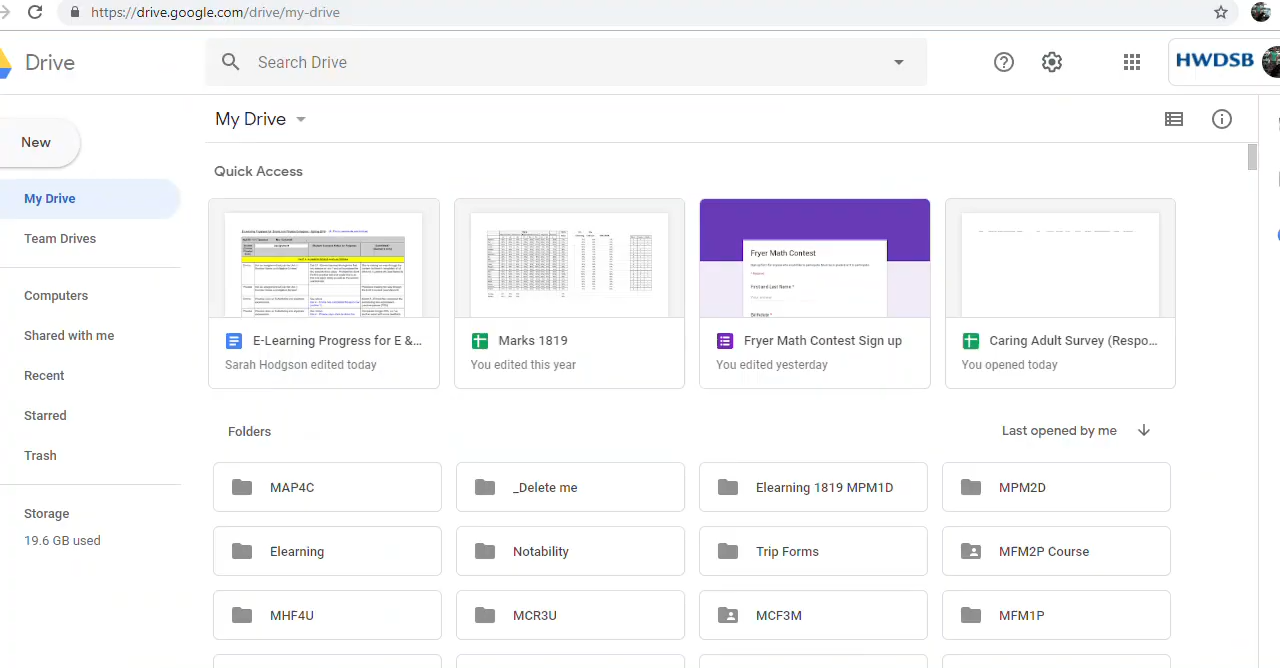 https://drive.google.com/drive/my-drive
Drive
Search Drive
HWDSB
New
My Drive
Team Drives
Computers
Shared with me
Recent
Starred
Trash
Storage
19.6 GB used
My Drive
Quick Access
Fryer Math Contest
First and Last Name *
E-Learning Progress for E &...
Sarah Hodgson edited today
Marks 1819
You edited this year
Fryer Math Contest Sign up
You edited yesterday
Caring Adult Survey (Respo...
You opened today
Folders
Last opened by me
MAP4C
_Delete me
Elearning 1819 MPM1D
MPM2D
Elearning
Notability
Trip Forms
MFM2P Course
MHF4U
MCR3U
MCF3M
MFM1P